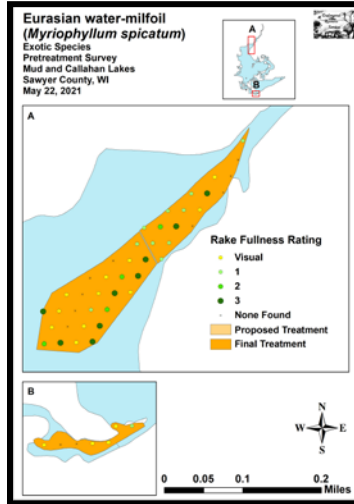 Eurasian water-milfoil
(Myriophyllum spicatum)
Exotic Species
Pretreatment Survey
Mud and Callahan Lakes
Sawyer County, WI
May 22, 2021
A
B
A
Rake Fullness Rating
Visual
1
2
3
None Found
Proposed Treatment
Final Treatment
B
N
W E
S
0 0.05 0.1 0.2
Miles